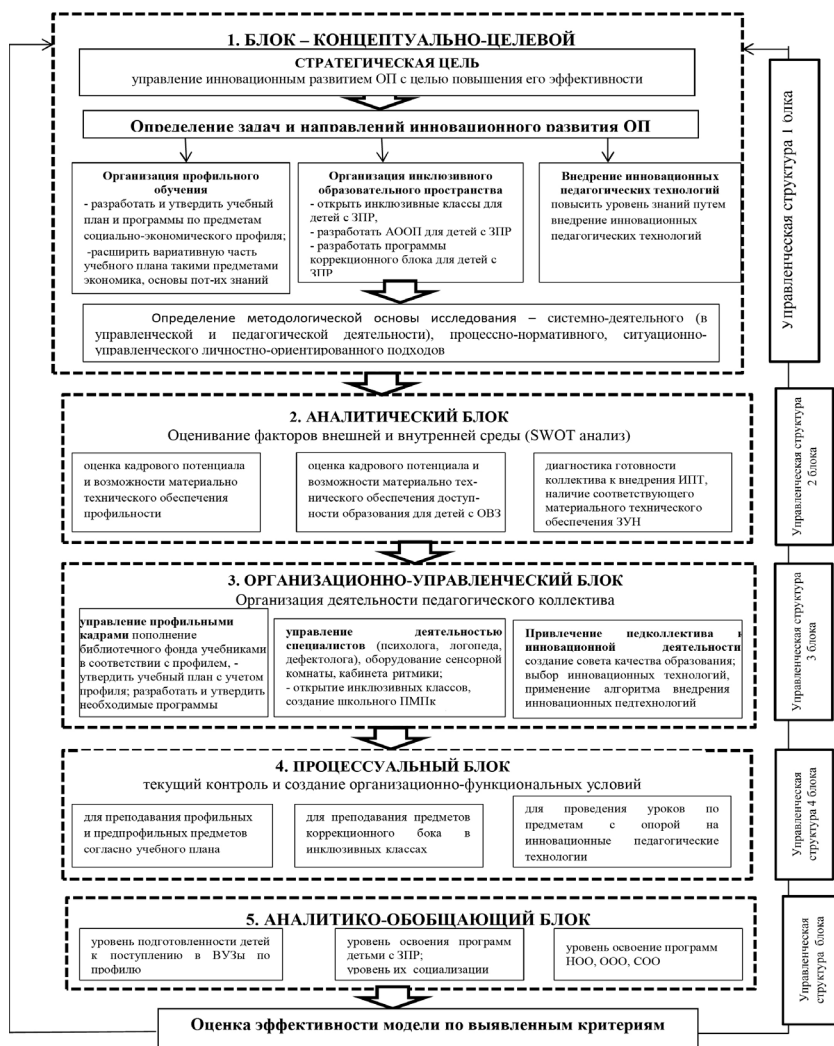 1. БЛОК – КОНЦЕПТУАЛЬНО-ЦЕЛЕВОЙ
СТРАТЕГИЧЕСКАЯ ЦЕЛЬ
управление инновационным развитием ОП с целью повышения его эффективности
Определение задач и направлений инновационного развития ОП
Организация профильного
обучения
- разработать и утвердить учебный
план и программы по предметам
социально-экономического профиля;
-расширить вариативную часть
учебного плана такими предметами
экономика, основы пот-их знаний
Организация инклюзивного
образовательного пространства
- открыть инклюзивные классы для
детей с ЗПР,
- разработать АООП для детей с ЗПР
- разработать программы
коррекционного блока для детей с
ЗПР
Внедрение инновационных
педагогических технологий
повысить уровень знаний путем
внедрение инновационных
педагогических технологий
Определение методологической основы исследования – системно-деятельного (в
управленческой и педагогической деятельности), процессно-нормативного, ситуационно-
управленческого личностно-ориентированного подходов
Управленческая структура 1 блка
2. АНАЛИТИЧЕСКИЙ БЛОК
Оценивание факторов внешней и внутренней среды (SWOT анализ)
оценка кадрового потенциала
и возможности материально
технического обеспечения
профильности
оценка кадрового потенциала и
возможности материально тех-
нического обеспечения доступ-
ности образования для детей с ОВЗ
диагностика готовности
коллектива к внедрения ИПТ,
наличие соответствующего
материального технического
обеспечения ЗУН
Управленческая структура
2 блока
3. ОРГАНИЗАЦИОННО-УПРАВЛЕНЧЕСКИЙ БЛОК
Организация деятельности педагогического коллектива
управление профильными
кадрами пополнение
библиотечного фонда учебниками
в соответствии с профилем, -
утвердить учебный план с учетом
профиля; разработать и утвердить
необходимые программы
управление деятельностью
специалистов (психолога, логопеда,
дефектолога), оборудование сенсорной
комнаты, кабинета ритмики;
- открытие инклюзивных классов,
создание школьного ПМПк
Привлечение педколлектива к
инновационной деятельности
создание совета качества образования;
выбор инновационных технологий,
применение алгоритма внедрения
инновационных педтехнологий
Управленческая структура
3 блока
4. ПРОЦЕССУАЛЬНЫЙ БЛОК
текущий контроль и создание организационно-функциональных условий
для преподавания профильных
и предпрофильных предметов
согласно учебного плана
для преподавания предметов
коррекционного бока в
инклюзивных классах
для проведения уроков по
предметам с опорой на
инновационные педагогические
технологии
Управленческая
структура 4 блока
5. АНАЛИТИКО-ОБОБЩАЮЩИЙ БЛОК
уровень подготовленности детей
к поступлению в ВУЗы по
профилю
уровень освоения программ
детьми с ЗПР;
уровень их социализации
уровень освоение программ
НОО, ООО, СОО
Управленческая
структура блока
5
Оценка эффективности модели по выявленным критериям